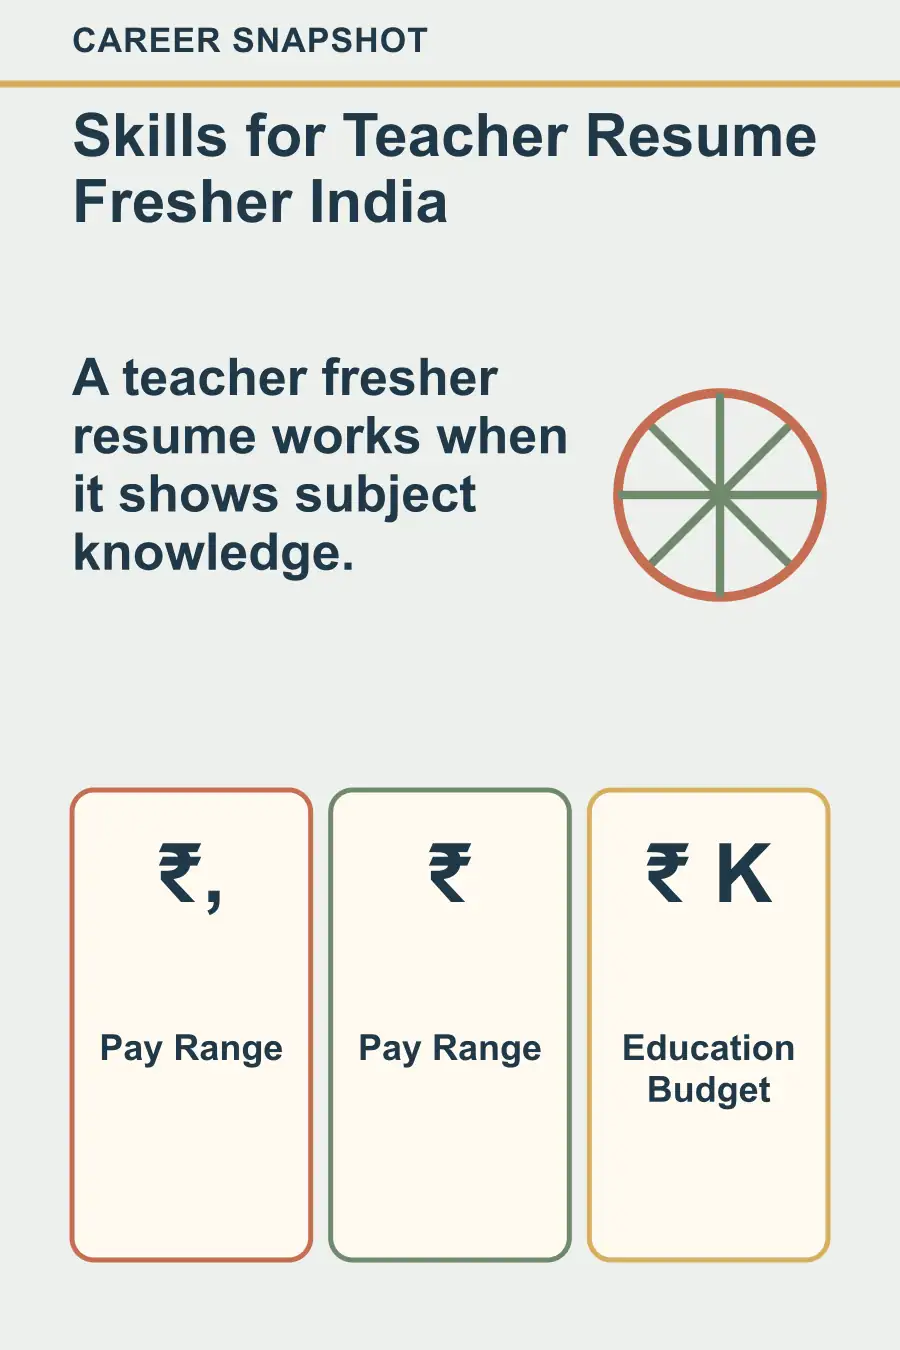 CAREER SNAPSHOT
Skills for Teacher Resume
Fresher India
A teacher fresher
resume works when
it shows subject
knowledge.
₹,
Pay Range
₹
Pay Range
₹ K
Education
Budget